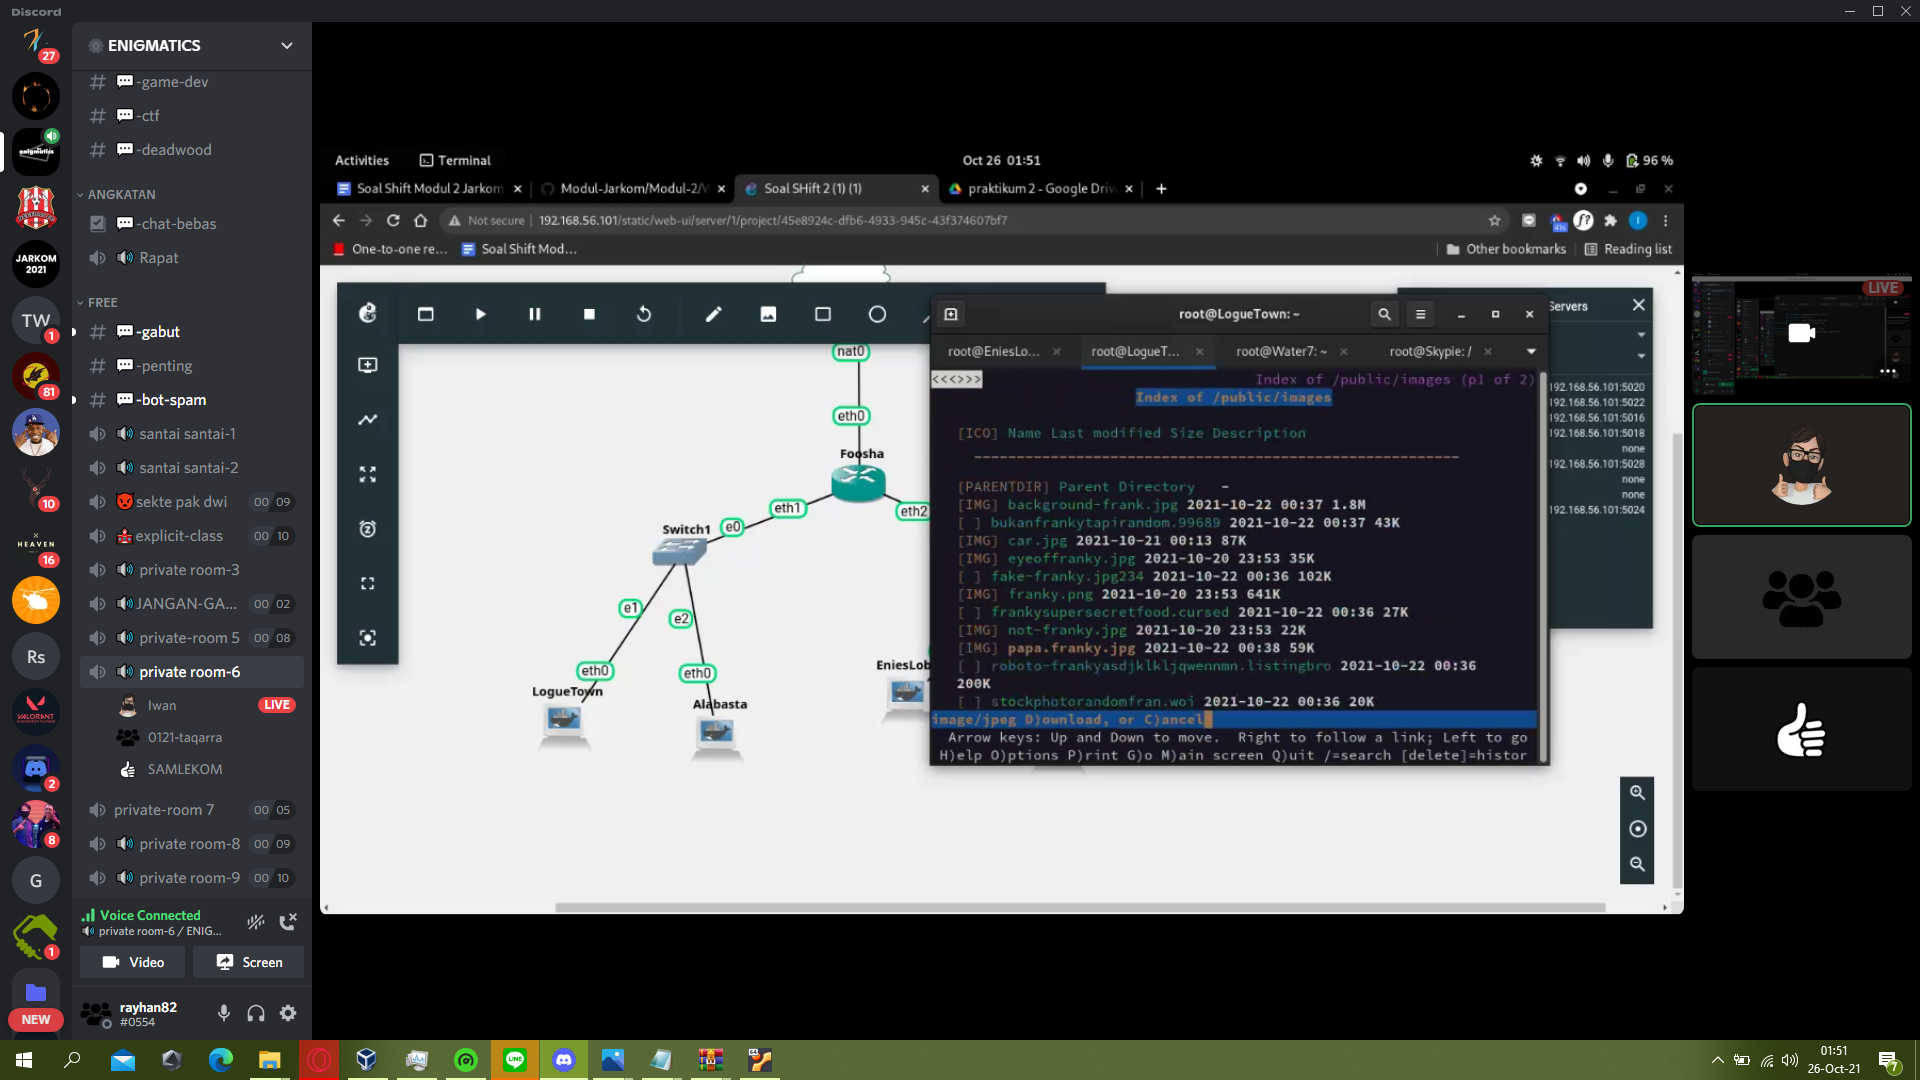 Discord
27
ENIGMATICS
-game-dev
-ctf
-deadwood
ANGKATAN
-chat-bebas
JARKOM
2021
Rapat
FREE
TW
1
-gabut
-penting
81
-bot-spam
santai santai-1
santai santai-2
10
sekte pak dwi 00 09
explicit-class 00 10
HEAVEN
16
private room-3
JANGAN-GA... 00 02
private-room 5 00 08
Rs
private room-6
Iwan LIVE
VALORANT
0121-taqarra
SAMLEKOM
2
private-room 7 00 05
8
private room-8 00 09
G
private room-9 00 10
Voice Connected
private room-6 / ENIG...
1
Video
Screen
NEW
rayhan82
#0554
Activities
Terminal
Oct 26 01:51
96 %
Soal Shift Modul 2 Jarkom
Modul-Jarkom/Modul-2/
Soal SHift 2 (1) (1)
praktikum 2 - Google Driv
Not secure | 192.168.56.101/static/web-ui/server/1/project/45e8924c-dfb6-4933-945c-43f374607bf7
One-to-one re...
Soal Shift Mod...
Other bookmarks
Reading list
nat0
eth0
Foosha
eth1
eth2
Switch1
e0
e1
e2
eth0
eth0
LogueTown
Alabasta
EniesLob
Servers
192.168.56.101:5020
192.168.56.101:5022
192.168.56.101:5016
192.168.56.101:5018
none
192.168.56.101:5028
none
none
192.168.56.101:5024
root@LogueTown: ~
root@EniesLo...
root@LogueT...
root@Water7: ~
root@Skypie: /
<<<>>>
Index of /public/images (p1 of 2)
Index of /public/images
[ICO] Name Last modified Size Description
[PARENTDIR] Parent Directory -
[IMG] background-frank.jpg 2021-10-22 00:37 1.8M
[ ] bukanfrankytapirandom.99689 2021-10-22 00:37 43K
[IMG] car.jpg 2021-10-21 00:13 87K
[IMG] eyeoffranky.jpg 2021-10-20 23:53 35K
[ ] fake-franky.jpg234 2021-10-22 00:36 102K
[IMG] franky.png 2021-10-20 23:53 641K
[ ] frankysupersecretfood.cursed 2021-10-22 00:36 27K
[IMG] not-franky.jpg 2021-10-20 23:53 22K
[IMG] papa.franky.jpg 2021-10-22 00:38 59K
[ ] roboto-frankyasdjklkljqwennmn.listingbro 2021-10-22 00:36
200K
[ ] stockphotorandomfran.woi 2021-10-22 00:36 20K
image/jpeg D)ownload, or C)ancel
Arrow keys: Up and Down to move. Right to follow a link; Left to go
H)elp O)ptions P)rint G)o M)ain screen Q)uit /=search [delete]=histor
LIVE
01:51
26-Oct-21
7